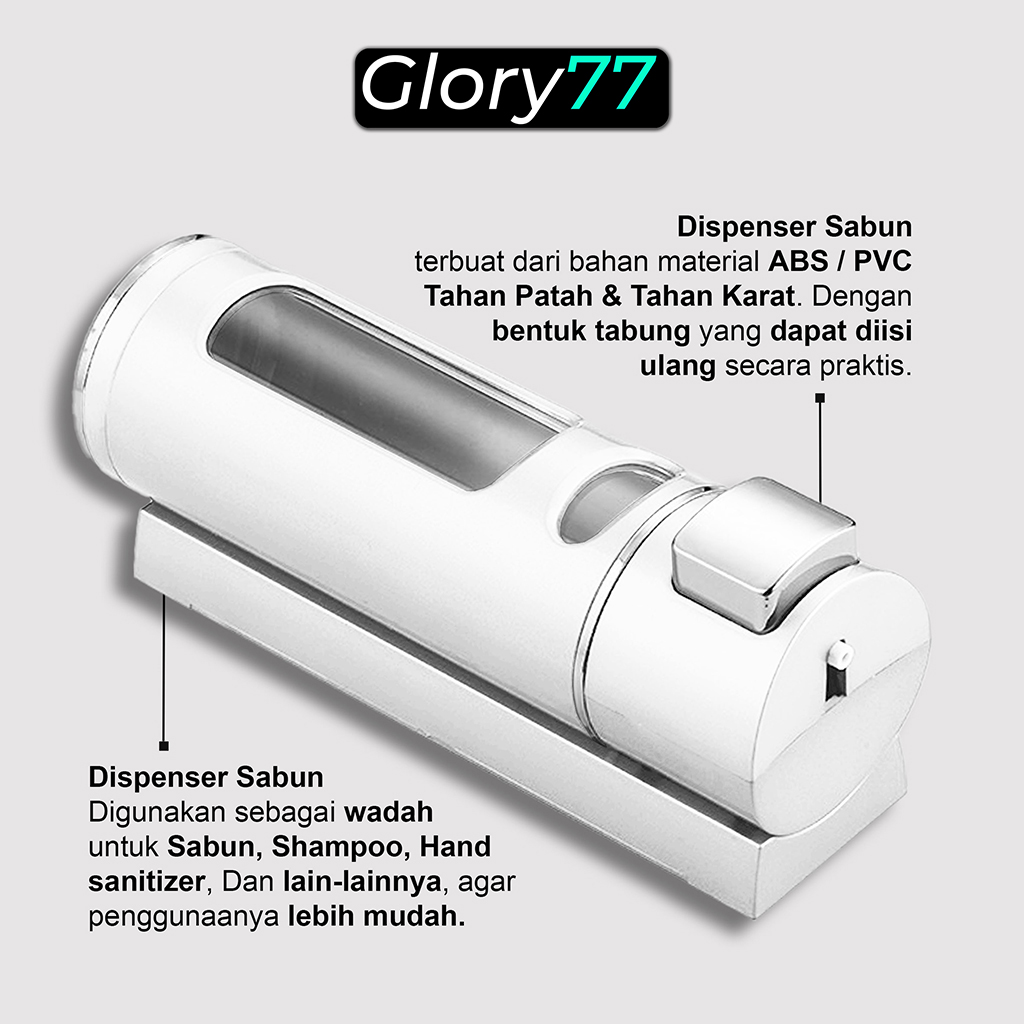 Glory77
Dispenser Sabun
terbuat dari bahan material ABS / PVC
Tahan Patah & Tahan Karat. Dengan
bentuk tabung yang dapat diisi
ulang secara praktis.
Dispenser Sabun
Digunakan sebagai wadah
untuk Sabun, Shampoo, Hand
sanitizer, Dan lain-lainnya, agar
penggunaanya lebih mudah.